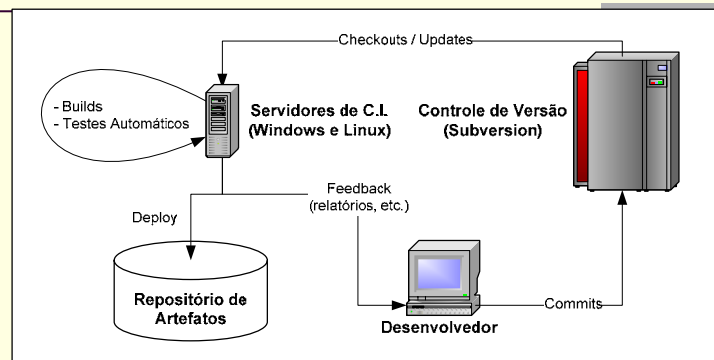 Checkouts / Updates
- Builds
- Testes Automáticos
Servidores de C.I.
(Windows e Linux)
Controle de Versão
(Subversion)
Feedback
(relatórios, etc.)
Deploy
Repositório de
Artefatos
Desenvolvedor
Commits